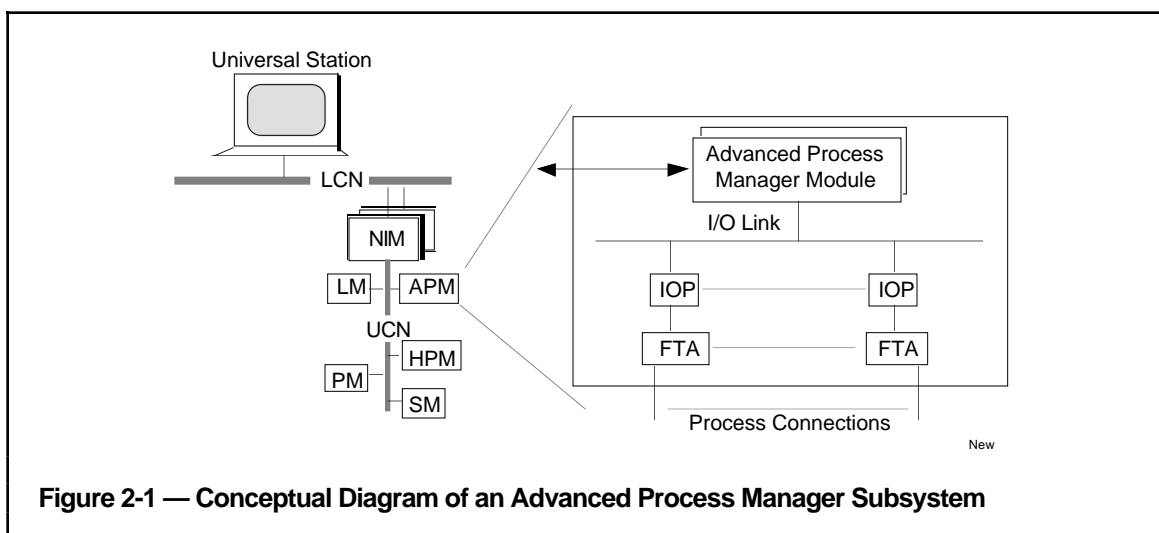 Universal Station
LCN
NIM
LM
APM
UCN
HPM
PM
SM
Advanced Process
Manager Module
I/O Link
IOP
IOP
FTA
FTA
Process Connections
New
Figure 2-1 — Conceptual Diagram of an Advanced Process Manager Subsystem